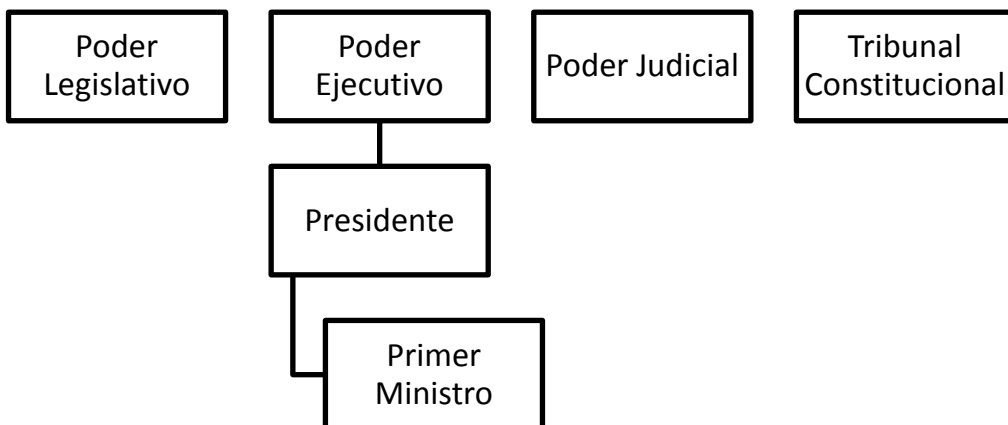 Poder
Legislativo
Poder
Ejecutivo
Poder Judicial
Tribunal
Constitucional
Presidente
Primer
Ministro